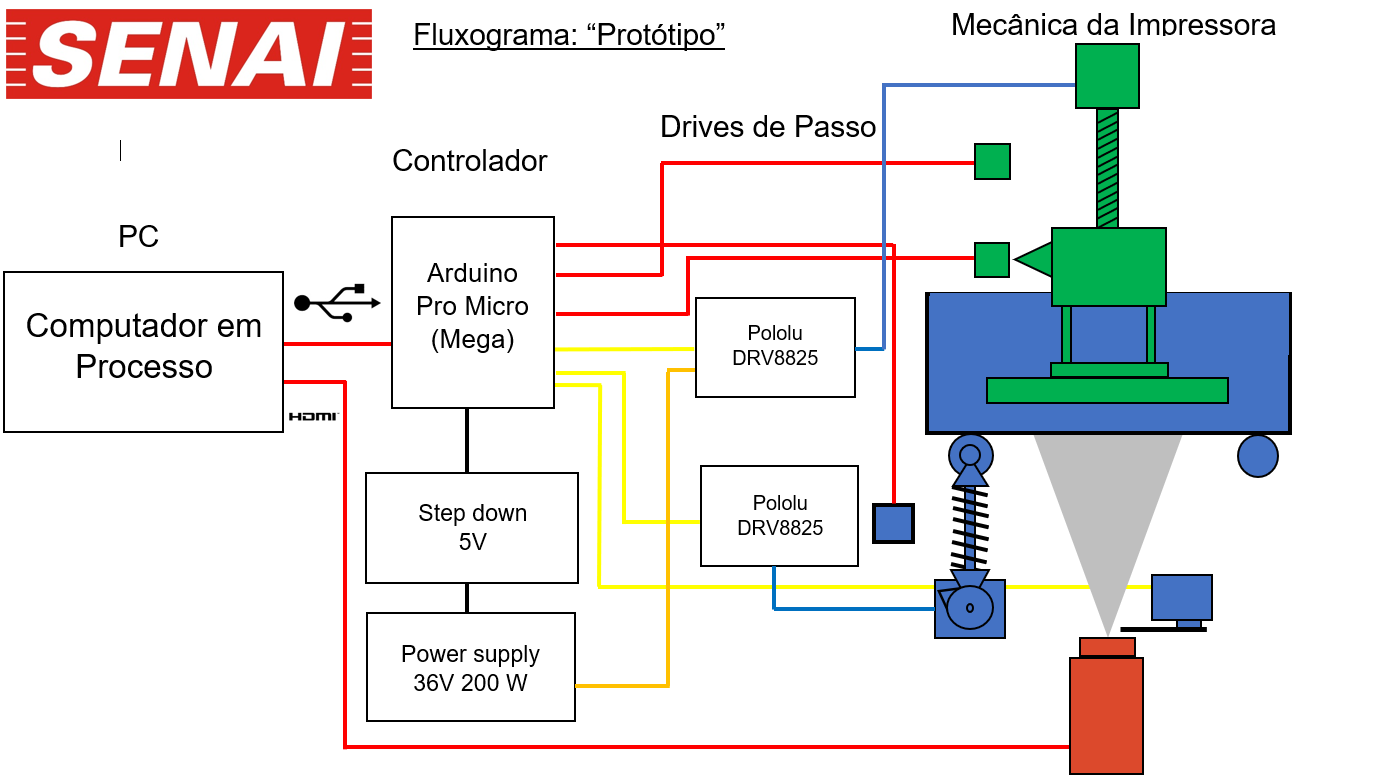 SENAI
Fluxograma: “Protótipo”
Mecânica da Impressora
Drives de Passo
Controlador
PC
Computador em
Processo
HDMI
Arduino
Pro Micro
(Mega)
Pololu
DRV8825
Pololu
DRV8825
Step down
5V
Power supply
36V 200 W